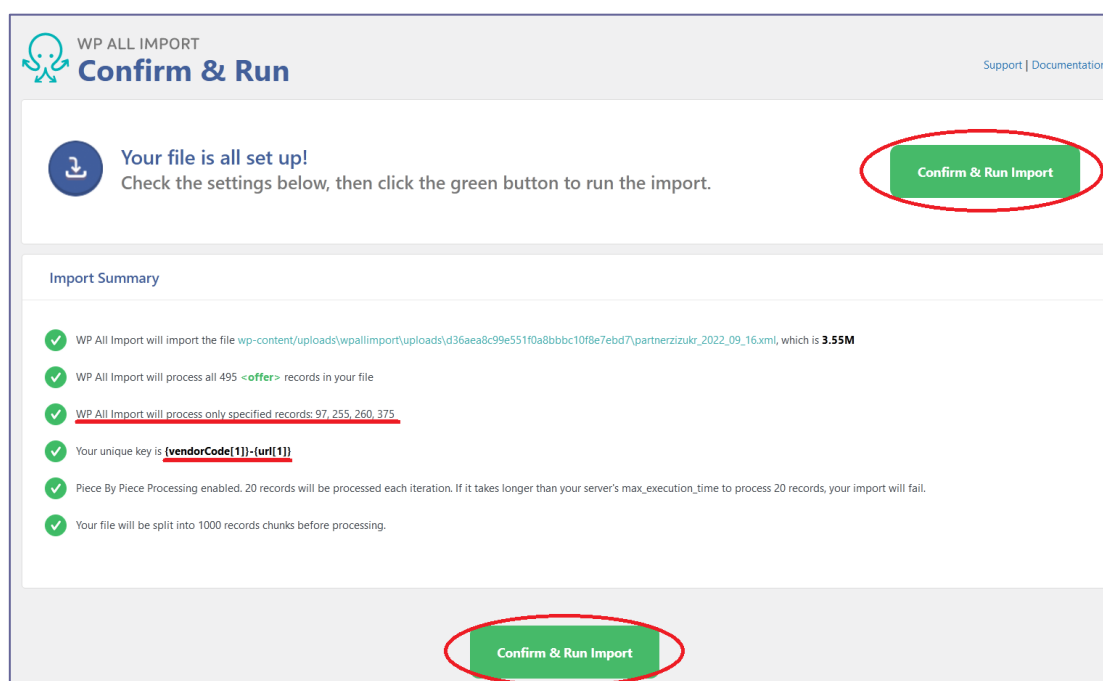 WP ALL IMPORT
Confirm & Run
Support | Documentation
Your file is all set up!
Check the settings below, then click the green button to run the import.
Confirm & Run Import
Import Summary
WP All Import will import the file wp-content/uploads\wpallimport\uploads\d36aea8c99e551f0a8bbbc10f8e7ebd7\partnerzizukr_2022_09_16.xml, which is 3.55M
WP All Import will process all 495 <offer> records in your file
WP All Import will process only specified records: 97, 255, 260, 375
Your unique key is {vendorCode[1]}-{url[1]}
Piece By Piece Processing enabled. 20 records will be processed each iteration. If it takes longer than your server's max_execution_time to process 20 records, your import will fail.
Your file will be split into 1000 records chunks before processing.
Confirm & Run Import